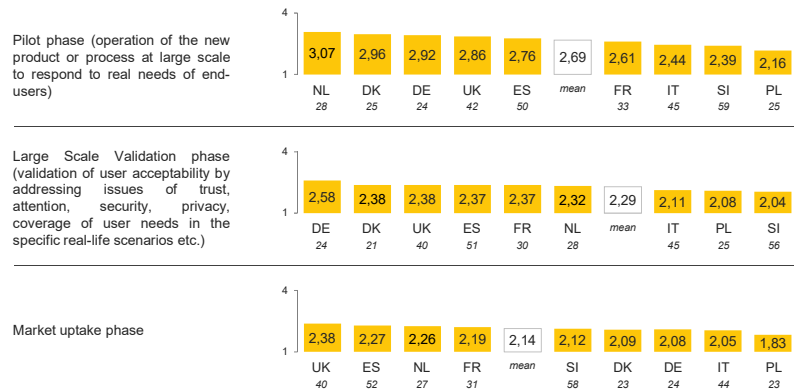 4
Pilot phase (operation of the new
product or process at large scale
to respond to real needs of end-
users)
3,07 2,96 2,92 2,86 2,76 2,69 2,61 2,44 2,39 2,16
1
NL DK DE UK ES mean FR IT SI PL
28 25 24 42 50 33 45 59 25
Large Scale Validation phase
(validation of user acceptability by
addressing issues of trust,
attention, security, privacy,
coverage of user needs in the
specific real-life scenarios etc.)
4
2,58 2,38 2,38 2,37 2,37 2,32 2,29 2,11 2,08 2,04
1
DE DK UK ES FR NL mean IT PL SI
24 21 40 51 30 28 45 25 56
4
Market uptake phase
2,38 2,27 2,26 2,19 2,14 2,12 2,09 2,08 2,05 1,83
1
UK ES NL FR mean SI DK DE IT PL
40 52 27 31 58 23 24 44 23